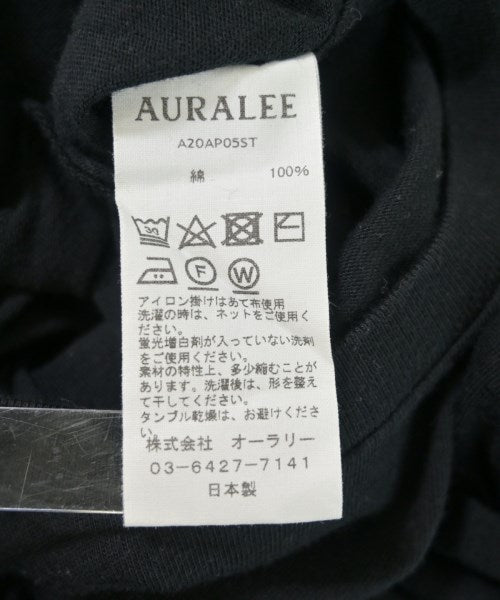 AURALEE
A20AP05ST
綿 100%
30
F W
アイロン掛けはあて布使用
洗濯の時は、ネットをご使用く
ださい。
蛍光増白剤が入っていない洗剤
をご使用ください。
素材の特性上、多少縮むことが
あります。洗濯後は、形を整え
て干してください。
タンブル乾燥は、お避けくださ
い。
株式会社 オーラリー
03-6427-7141
日本製